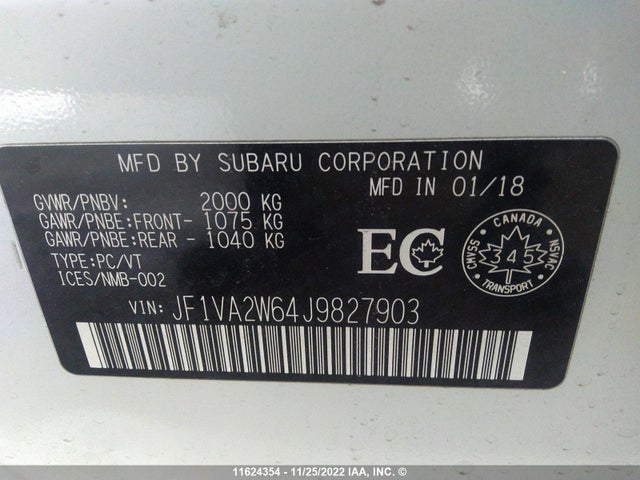 MFD BY SUBARU CORPORATION
MFD IN 01/18
GVWR/PNBV: 2000 KG
GAWR/PNBE:FRONT- 1075 KG
GAWR/PNBE:REAR - 1040 KG
TYPE:PC/VT
ICES/NMB-002
EC
CANADA
CMVSS 345 NSVAC
TRANSPORT
VIN: JF1VA2W64J9827903
11624354 - 11/25/2022 IAA, INC. ©